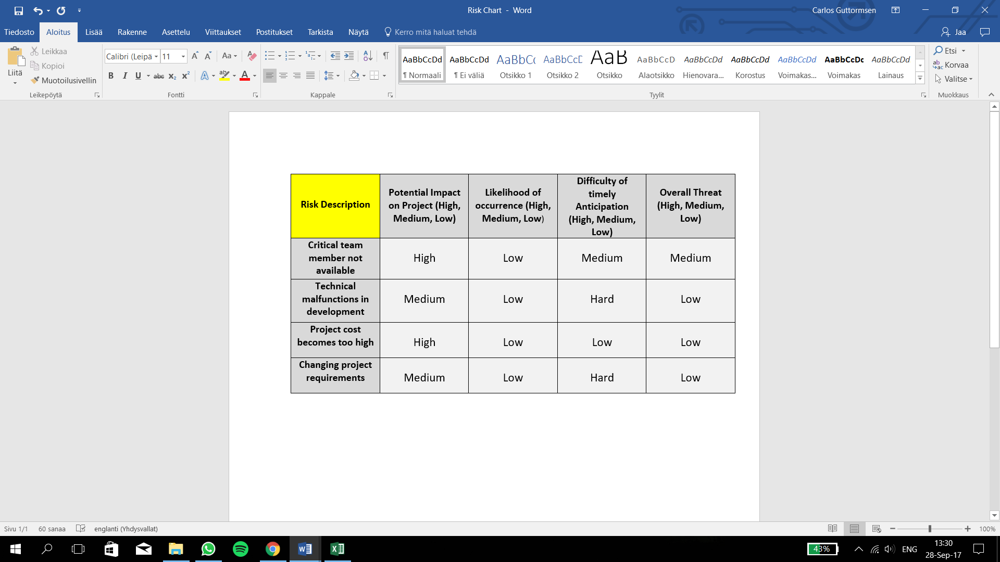 Risk Chart - Word
Carlos Guttormsen
Tiedosto Aloitus Lisää Rakenne Asettelu Viittaukset Postitukset Tarkista Näytä Kerro mitä haluat tehdä Jaa
Liitä
Leikkaa
Kopioi
Muotoilusivellin
Leikepöytä
Calibri (Leipä 11
Fontti
Kappale
AaBbCcDd AaBbCcDd AaBbCc AaBbCcD AaB AaBbCcD AaBbCcDd AaBbCcDd AaBbCcDd AaBbCcDc AaBbCcDd
¶ Normaali ¶ Ei väliä Otsikko 1 Otsikko 2 Otsikko Alaotsikko Hienovara... Korostus Voimakas... Voimakas Lainaus
Tyylit
Etsi
Korvaa
Valitse
Muokkaus
Risk Description
Potential Impact
on Project (High,
Medium, Low)
Likelihood of
occurrence (High,
Medium, Low)
Difficulty of
timely
Anticipation
(High, Medium,
Low)
Overall Threat
(High, Medium,
Low)
Critical team
member not
available
High Low Medium Medium
Technical
malfunctions in
development
Medium Low Hard Low
Project cost
becomes too high
High Low Low Low
Changing project
requirements
Medium Low Hard Low
Sivu 1/1 60 sanaa englanti (Yhdysvallat) 100%
43% ENG
13:30
28-Sep-17